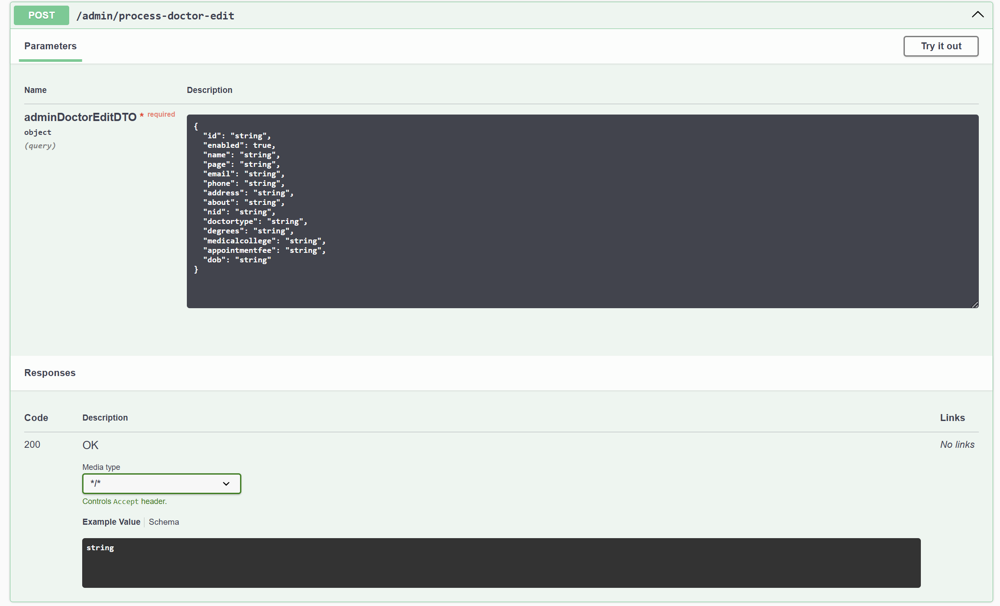 POST /admin/process-doctor-edit
Parameters
Try it out
Name Description
adminDoctorEditDTO * required
object
(query)
{
  "id": "string",
  "enabled": true,
  "name": "string",
  "page": "string",
  "email": "string",
  "phone": "string",
  "address": "string",
  "about": "string",
  "nid": "string",
  "doctortype": "string",
  "degrees": "string",
  "medicalcollege": "string",
  "appointmentfee": "string",
  "dob": "string"
}
Responses
Code Description Links
200 OK No links
Media type
*/*
Controls Accept header.
Example Value Schema
string